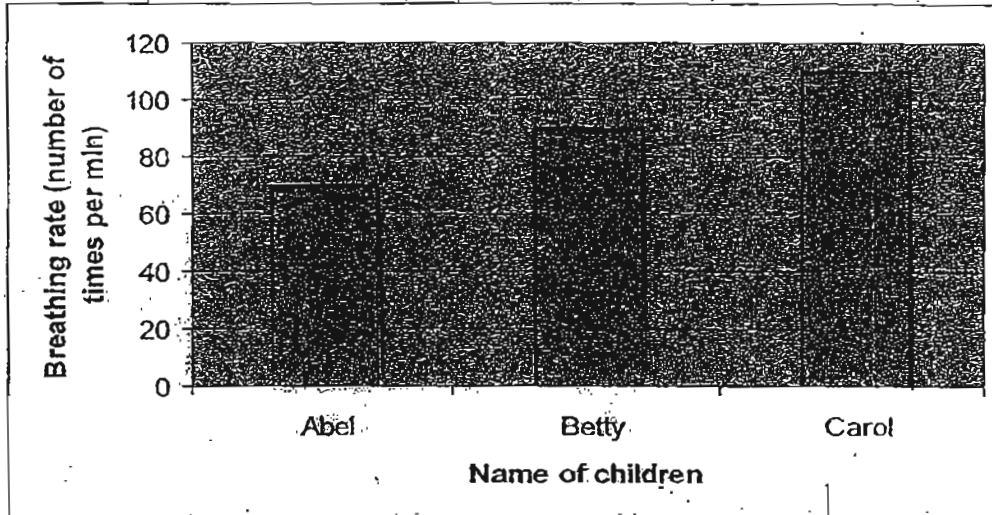 Breathing rate (number of
times per min)
120
100
80
60
40
20
0
Abel
Betty
Carol
Name of children